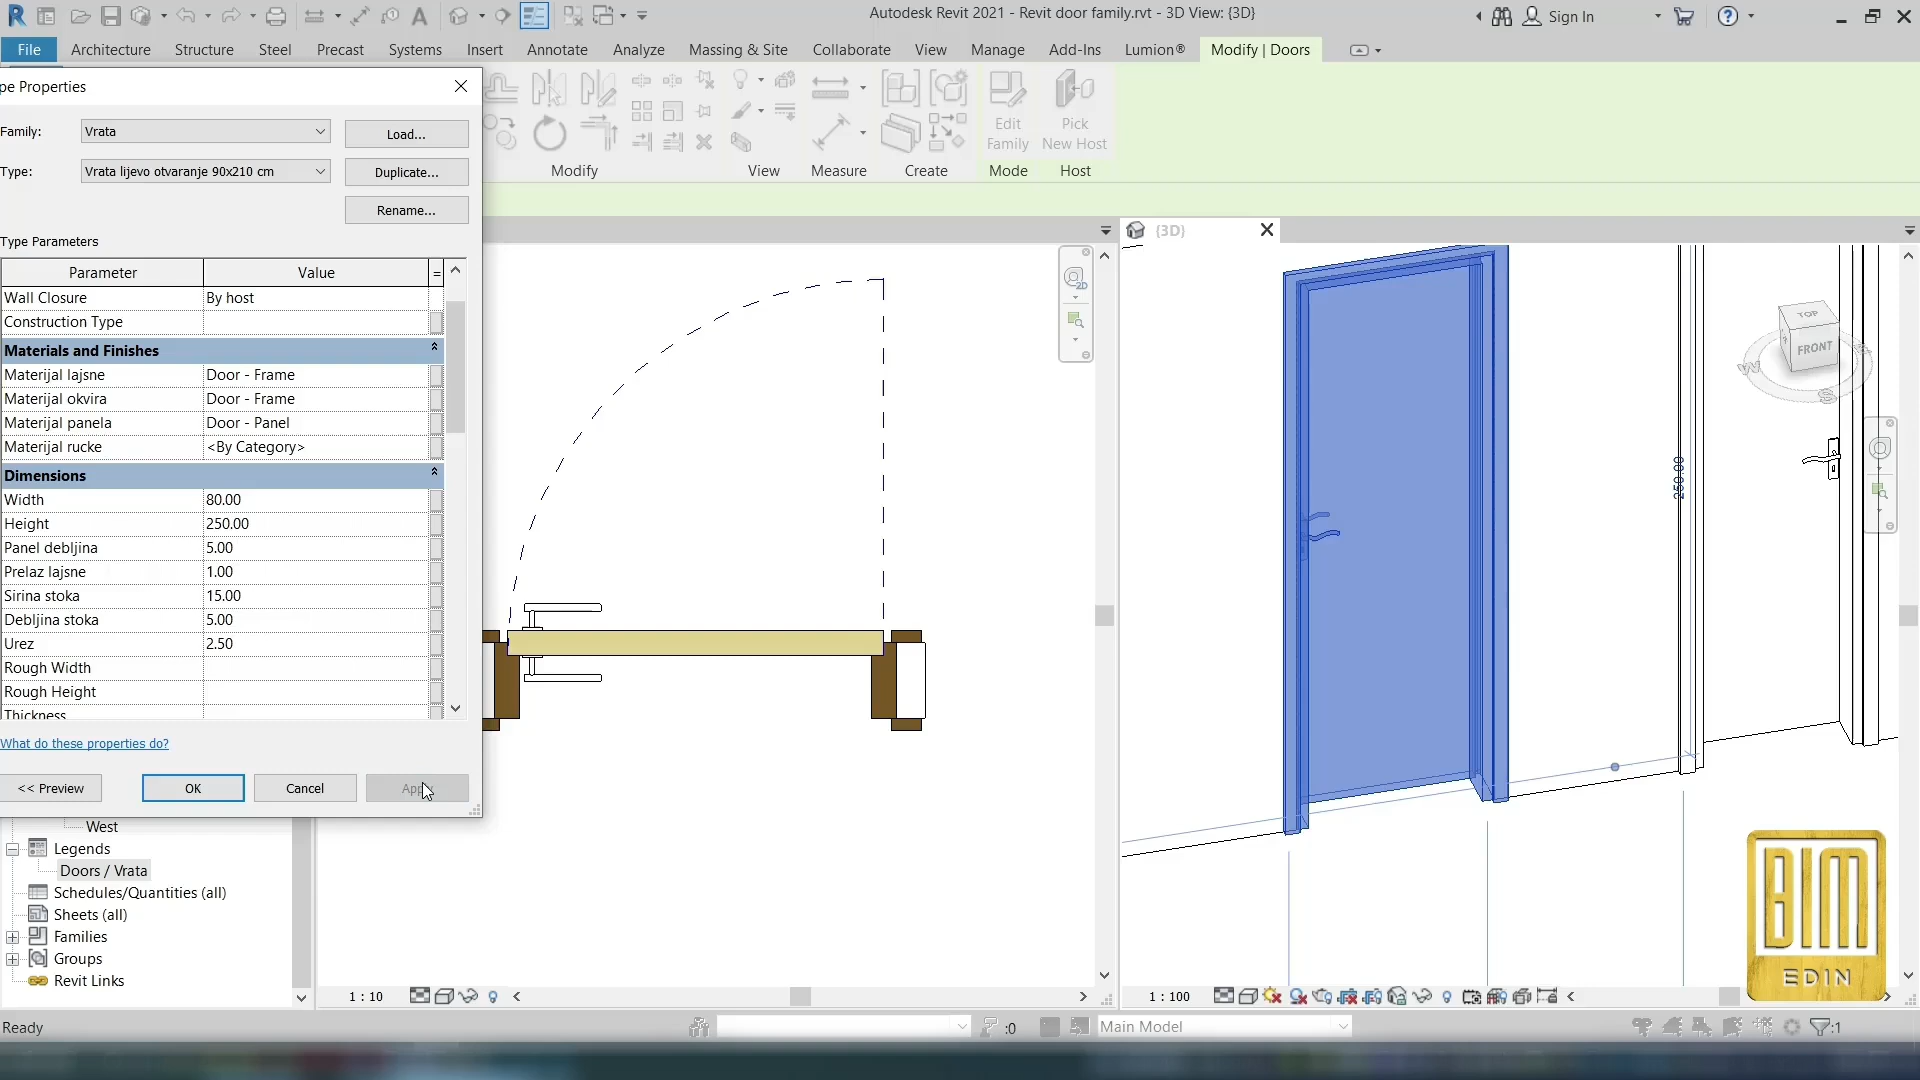 Autodesk Revit 2021 - Revit door family.rvt - 3D View: {3D}
Sign In
File Architecture Structure Steel Precast Systems Insert Annotate Analyze Massing & Site Collaborate View Manage Add-Ins Lumion® Modify | Doors
pe Properties
Family:
Vrata
Load...
Type:
Vrata lijevo otvaranje 90x210 cm
Duplicate...
Rename...
Type Parameters
Parameter Value =
Wall Closure By host
Construction Type
Materials and Finishes
Materijal lajsne Door - Frame
Materijal okvira Door - Frame
Materijal panela Door - Panel
Materijal rucke <By Category>
Dimensions
Width 80.00
Height 250.00
Panel debljina 5.00
Prelaz lajsne 1.00
Sirina stoka 15.00
Debljina stoka 5.00
Urez 2.50
Rough Width
Rough Height
Thickness
What do these properties do?
<< Preview
OK
Cancel
App
Edit
Family
Pick
New Host
Modify View Measure Create Mode Host
{3D}
2D
TOP
FRONT
W
S
250.00
West
Legends
Doors / Vrata
Schedules/Quantities (all)
Sheets (all)
Families
Groups
Revit Links
1 : 10
1 : 100
Ready
:0
Main Model
:1
BIM
EDIN